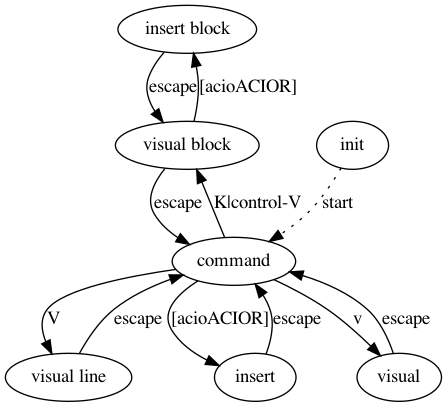 insert block
escape
[acioACIOR]
visual block
init
escape
K|control-V
start
command
V
escape
[acioACIOR]
escape
v
escape
visual line
insert
visual